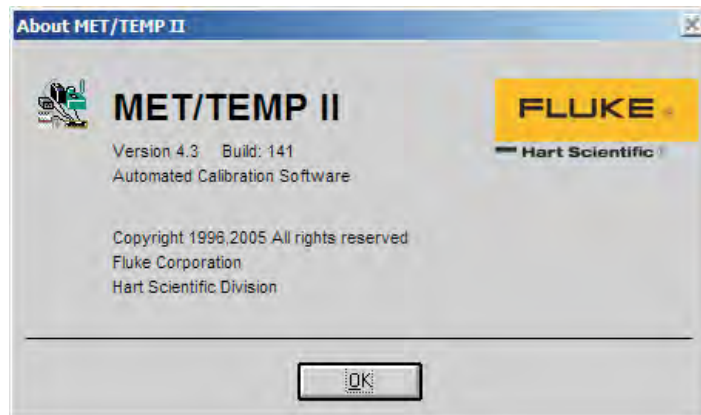 About MET/TEMP II
MET/TEMP II
FLUKE ®
Hart Scientific®
Version 4.3 Build: 141
Automated Calibration Software
Copyright 1996,2005 All rights reserved
Fluke Corporation
Hart Scientific Division
OK